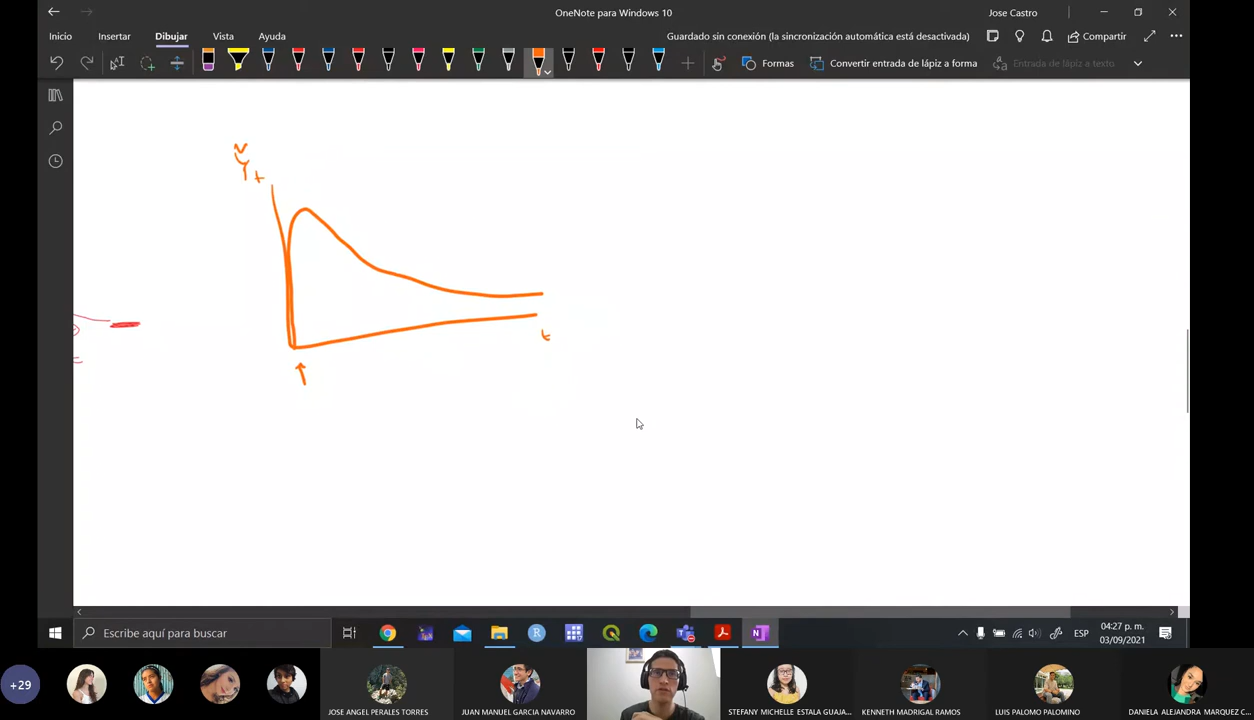 OneNote para Windows 10
Jose Castro
Inicio Insertar Dibujar Vista Ayuda
Guardado sin conexión (la sincronización automática está desactivada)
Compartir
Formas
Convertir entrada de lápiz a forma
Entrada de lápiz a texto
t
Escribe aquí para buscar
ESP
04:27 p. m.
03/09/2021
+29
JOSE ANGEL PERALES TORRES
JUAN MANUEL GARCIA NAVARRO
STEFANY MICHELLE ESTALA GUAJA...
KENNETH MADRIGAL RAMOS
LUIS PALOMO PALOMINO
DANIELA ALEJANDRA MARQUEZ C...